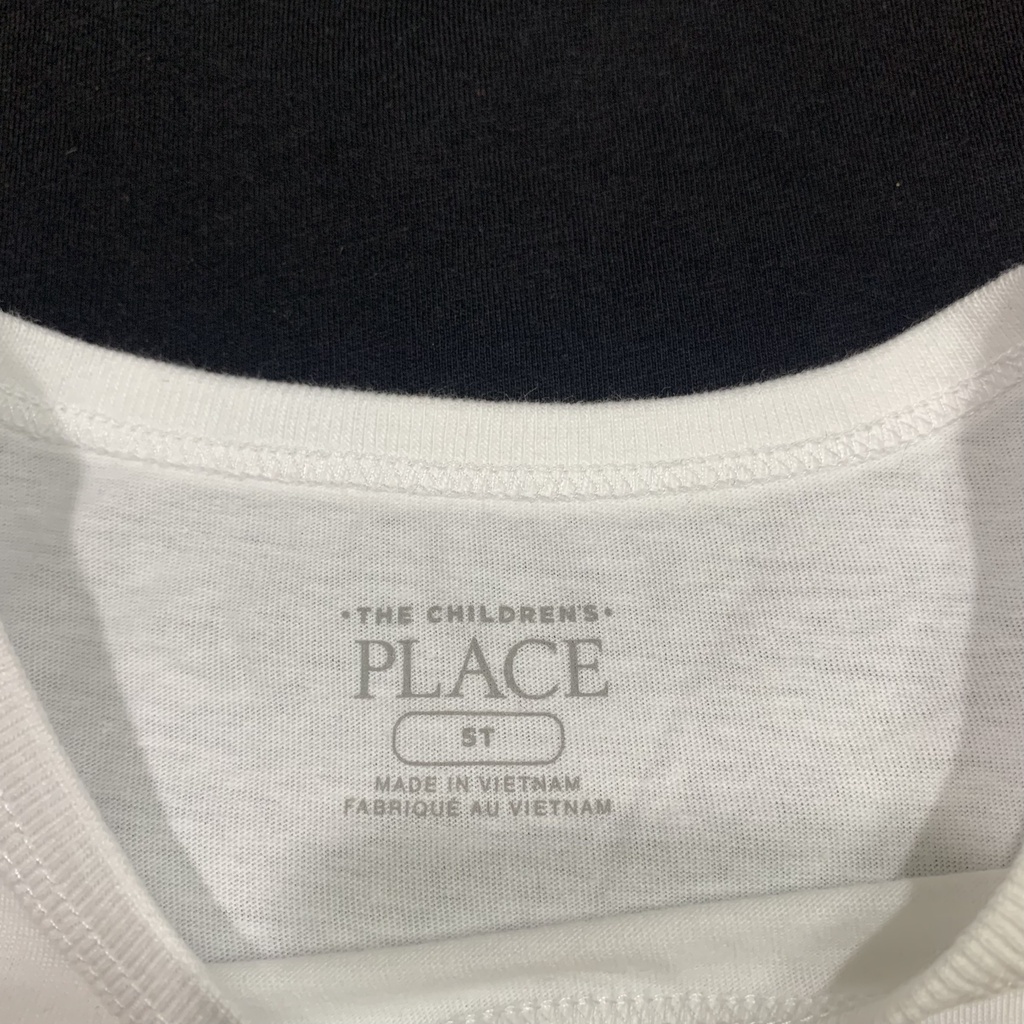 •THE CHILDREN'S•
PLACE
5T
MADE IN VIETNAM
FABRIQUÉ AU VIETNAM